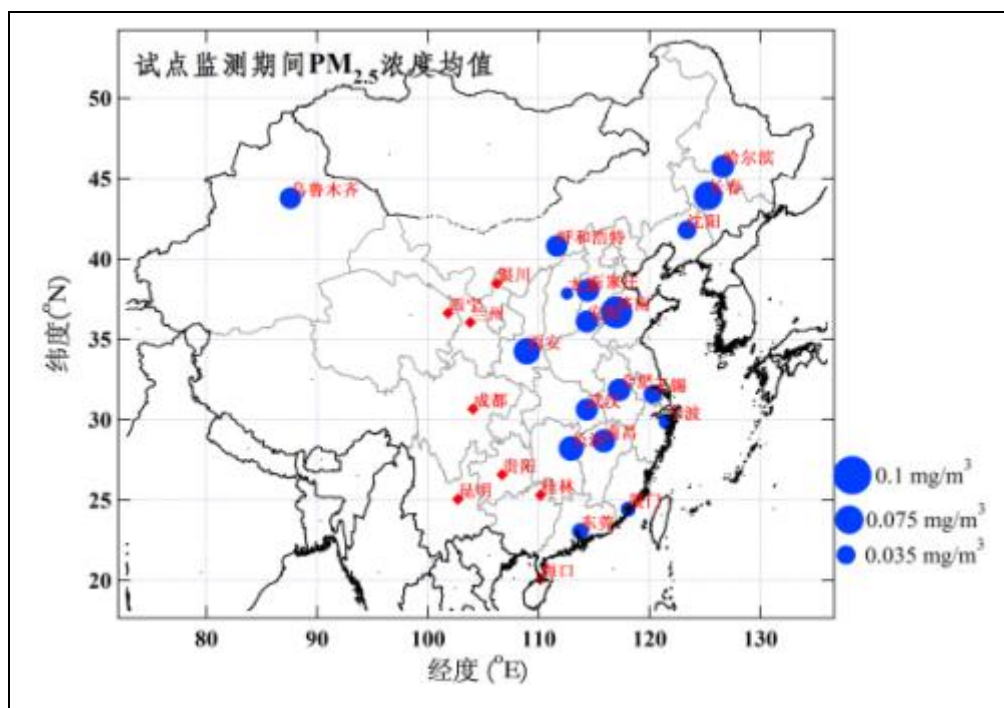 试点监测期间PM2.5浓度均值
哈尔滨
长春
乌鲁木齐
沈阳
呼和浩特
银川
石家庄
太原
西宁
兰州
济南
西安
合肥
无锡
武汉
宁波
成都
南昌
贵阳
昆明
桂林
厦门
东莞
海口
50
45
40
35
30
25
20
纬度(°N)
80 90 100 110 120 130
经度 (°E)
0.1 mg/m³
0.075 mg/m³
0.035 mg/m³